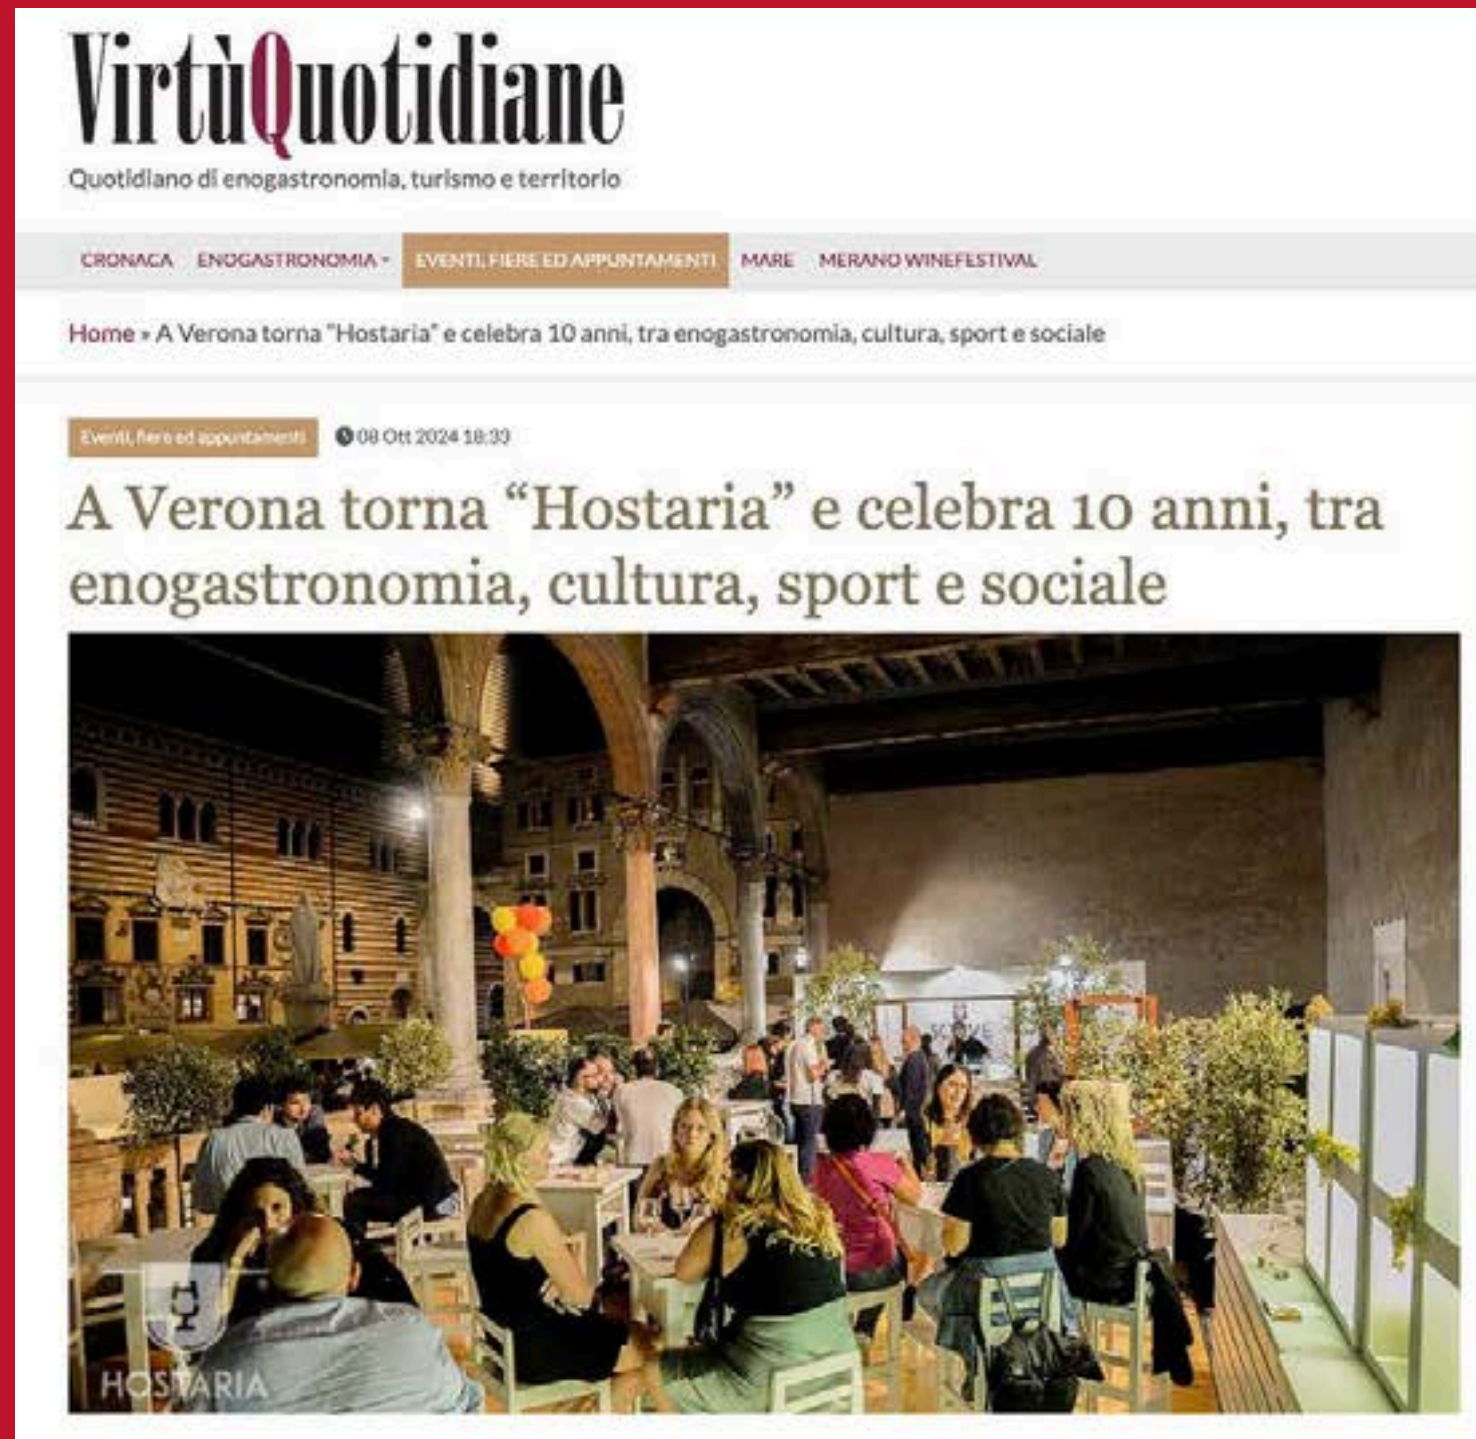 VirtùQuotidiane
Quotidiano di enogastronomia, turismo e territorio
CRONACA ENOGASTRONOMIA EVENTI, FIERE ED APPUNTAMENTI MARE MERANO WINEFESTIVAL
Home » A Verona torna "Hostaria" e celebra 10 anni, tra enogastronomia, cultura, sport e sociale
Eventi, fiere ed appuntamenti 08 Ott 2024 18:33
A Verona torna “Hostaria” e celebra 10 anni, tra
enogastronomia, cultura, sport e sociale
HOSTARIA